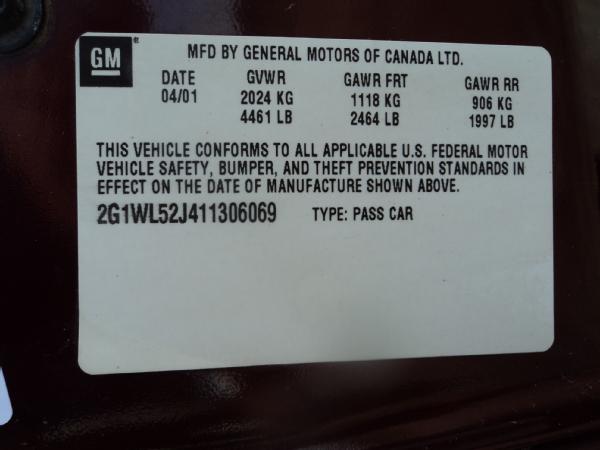 GM
MFD BY GENERAL MOTORS OF CANADA LTD.
DATE GVWR GAWR FRT GAWR RR
04/01 2024 KG 1118 KG 906 KG
4461 LB 2464 LB 1997 LB
THIS VEHICLE CONFORMS TO ALL APPLICABLE U.S. FEDERAL MOTOR
VEHICLE SAFETY, BUMPER, AND THEFT PREVENTION STANDARDS IN
EFFECT ON THE DATE OF MANUFACTURE SHOWN ABOVE.
2G1WL52J411306069 TYPE: PASS CAR